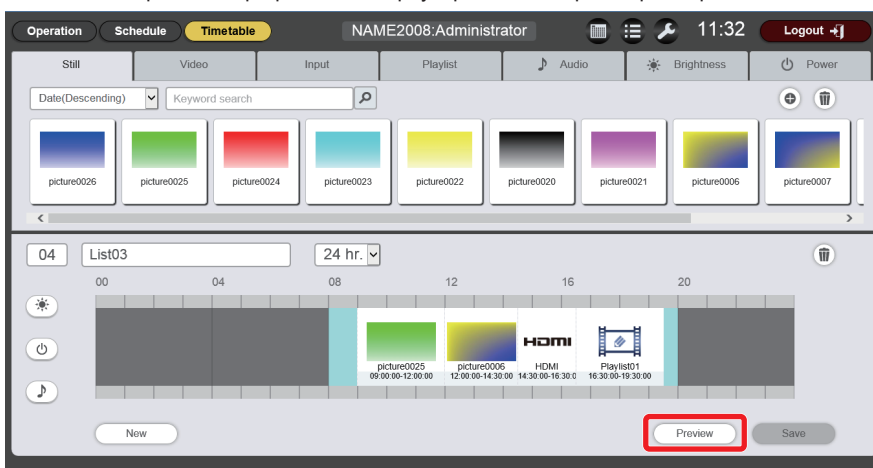 Operation Schedule Timetable NAME2008:Administrator 11:32 Logout
Still Video Input Playlist Audio Brightness Power
Date(Descending) Keyword search
picture0026 picture0025 picture0024 picture0023 picture0022 picture0020 picture0021 picture0006 picture0007
04 List03 24 hr.
00 04 08 12 16 20
HDMI
picture0025 picture0006 HDMI Playlist01
09:00:00-12:00:00 12:00:00-14:30:00 14:30:00-16:30:0 16:30:00-19:30:00
New Preview Save